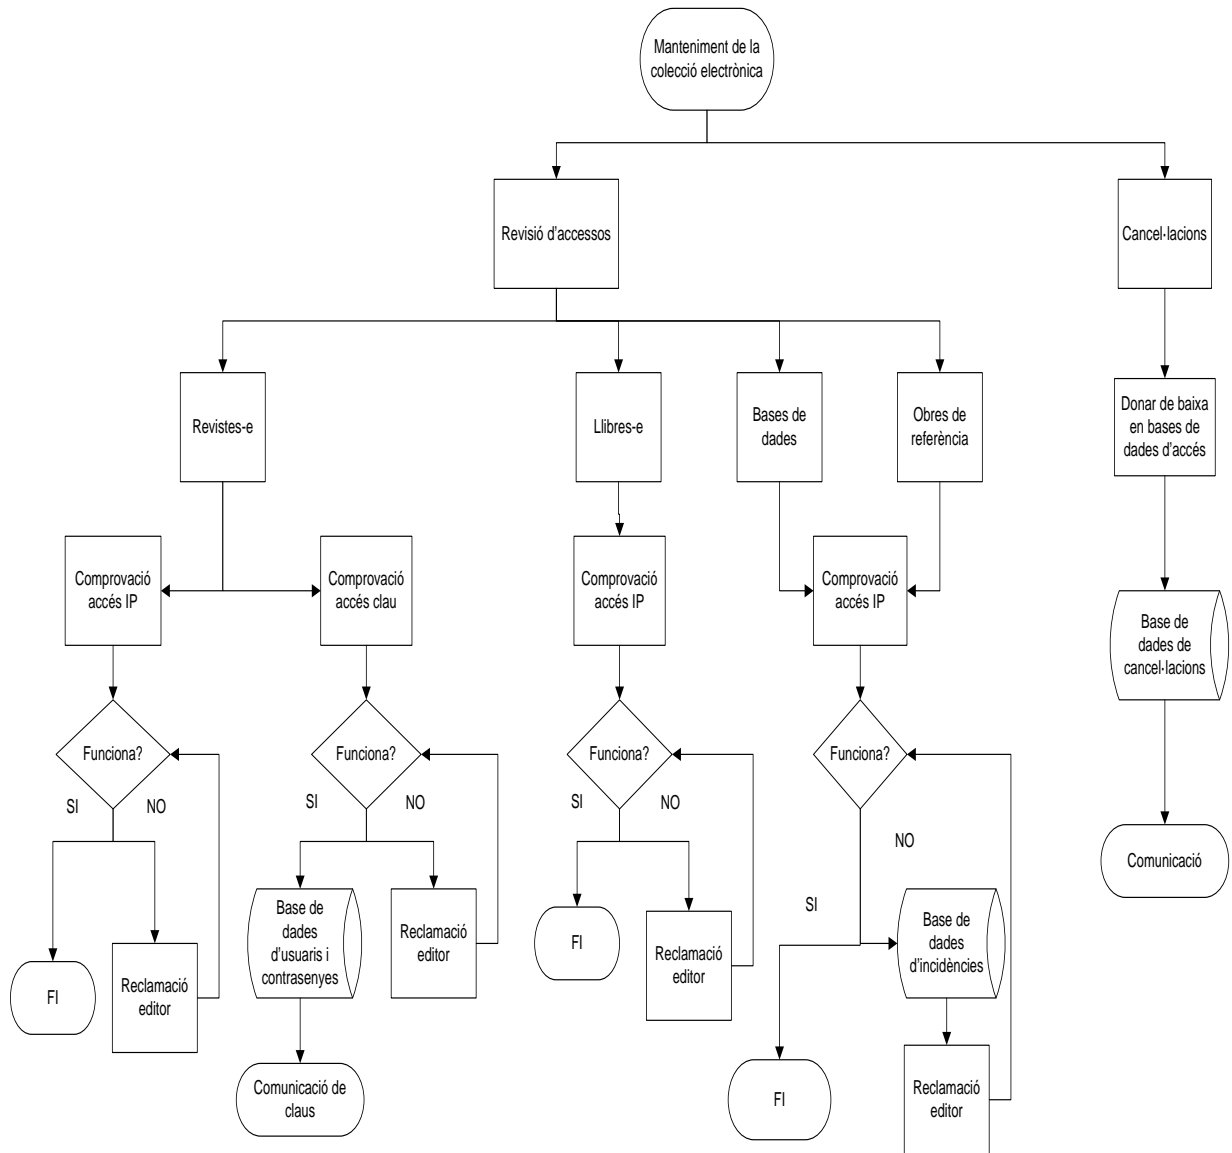 Manteniment de la
colecció electrònica
Revisió d'accessos
Cancel·lacions
Revistes-e
Llibres-e
Bases de
dades
Obres de
referència
Donar de baixa
en bases de
dades d'accés
Comprovació
accés IP
Comprovació
accés clau
Comprovació
accés IP
Comprovació
accés IP
Base de
dades de
cancel·lacions
Funciona?
Funciona?
Funciona?
Funciona?
SI
NO
SI
NO
SI
NO
NO
SI
Comunicació
Base de
dades
d'usuaris i
contrasenyes
Reclamació
editor
FI
Reclamació
editor
Base de
dades
d'incidències
FI
Reclamació
editor
Comunicació de
claus
FI
Reclamació
editor